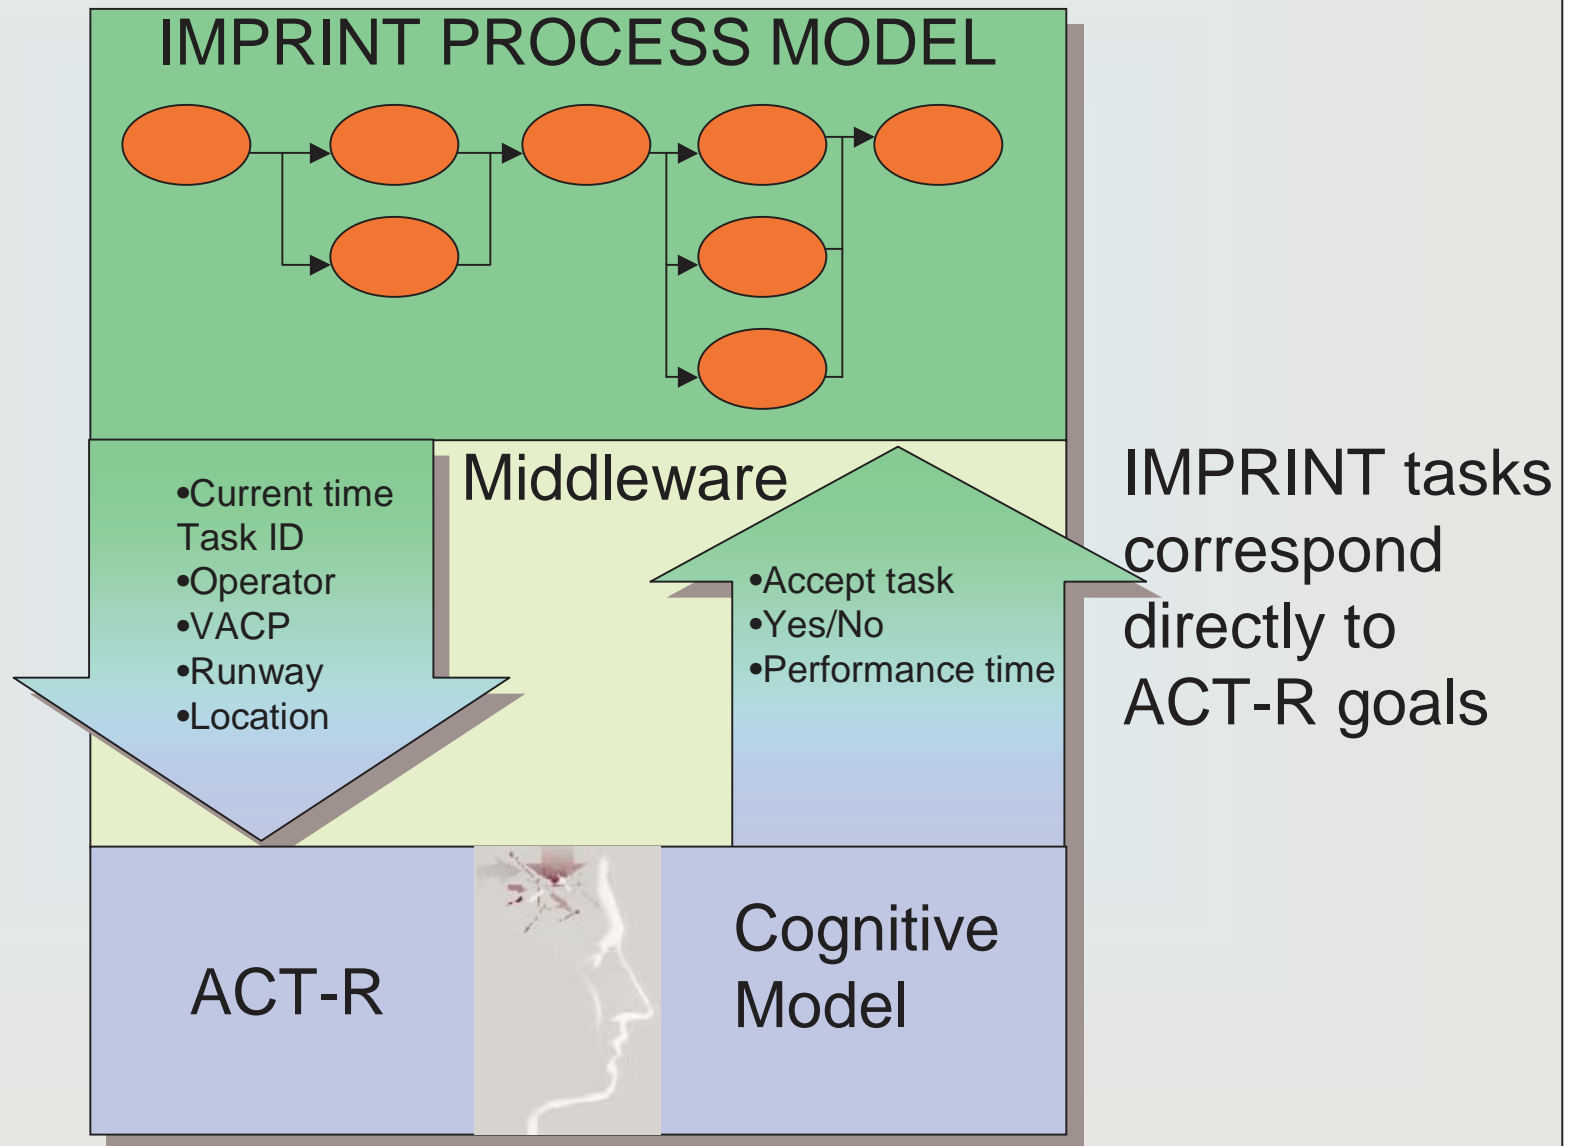 IMPRINT PROCESS MODEL
Middleware
•Current time
Task ID
•Operator
•VACP
•Runway
•Location
•Accept task
•Yes/No
•Performance time
IMPRINT tasks
correspond
directly to
ACT-R goals
ACT-R
Cognitive
Model